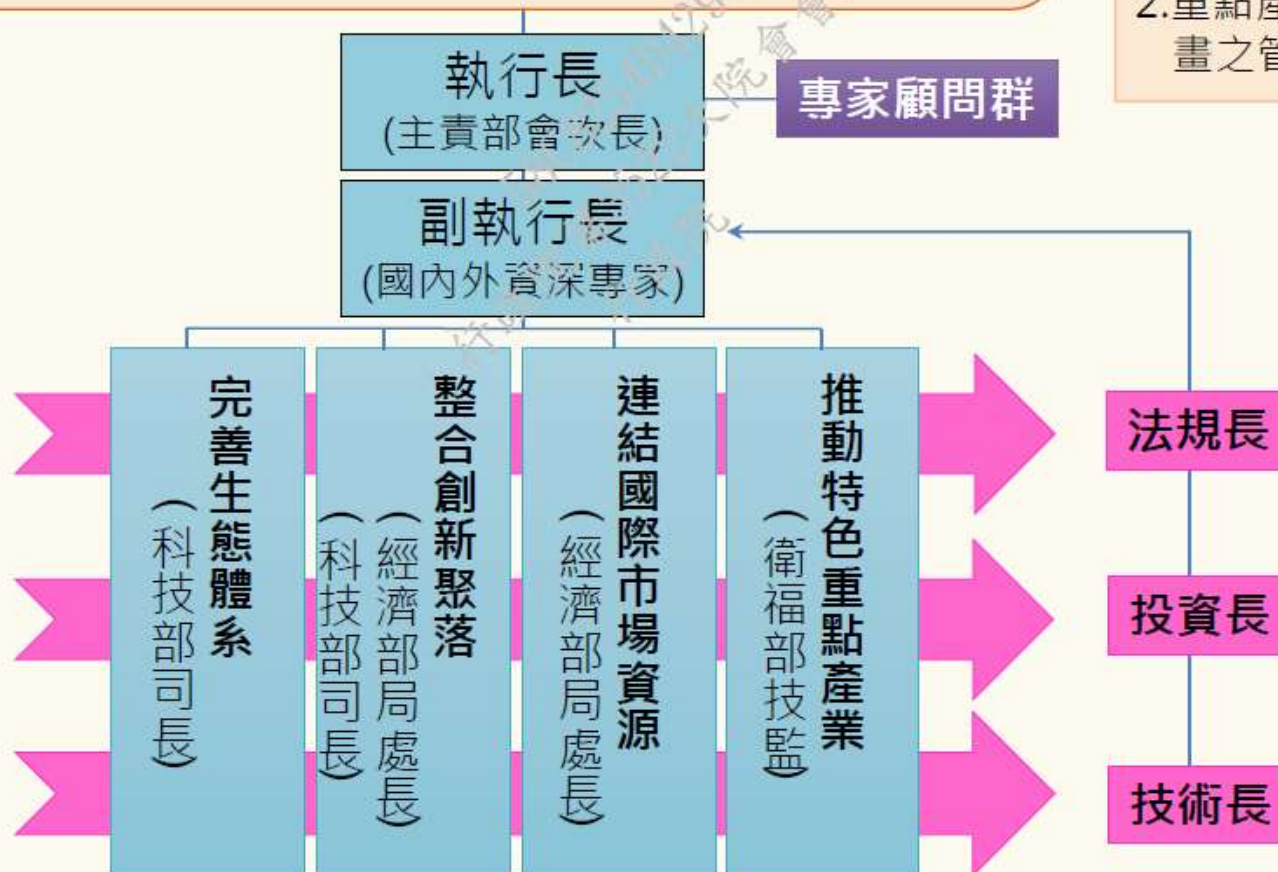 2.重點產
畫之管
執行長
(主責部會次長)
專家顧問群
副執行長
(國內外資深專家)
完善生態體系
(科技部司長)
整合創新聚落
(經濟部局處長)
(科技部司長)
連結國際市場資源
(經濟部局處長)
推動特色重點產業
(衛福部技監)
法規長
投資長
技術長